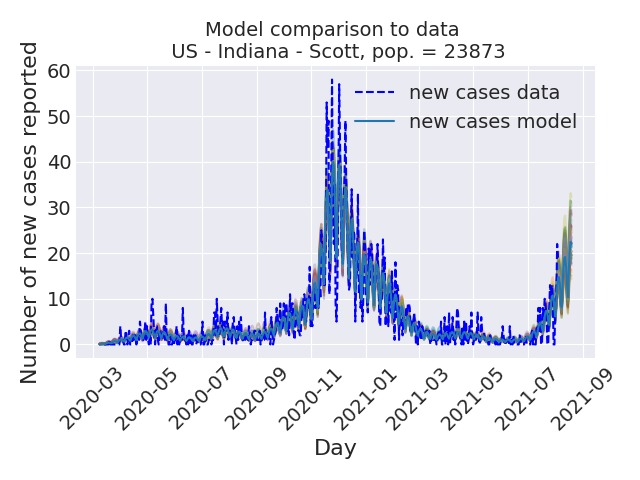 Model comparison to data
US - Indiana - Scott, pop. = 23873
Number of new cases reported
60
50
40
30
20
10
0
new cases data
new cases model
2020-03
2020-05
2020-07
2020-09
2020-11
2021-01
2021-03
2021-05
2021-07
2021-09
Day